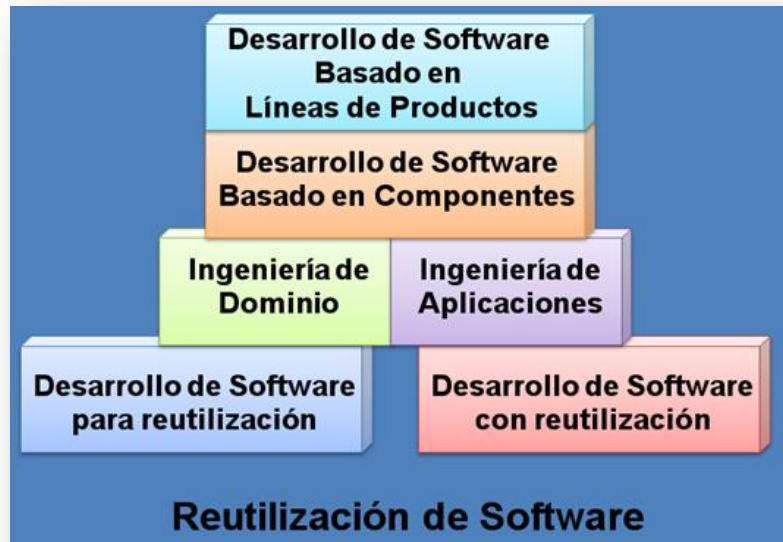 Desarrollo de Software
Basado en
Líneas de Productos
Desarrollo de Software
Basado en Componentes
Ingeniería de
Dominio
Ingeniería de
Aplicaciones
Desarrollo de Software
para reutilización
Desarrollo de Software
con reutilización
Reutilización de Software